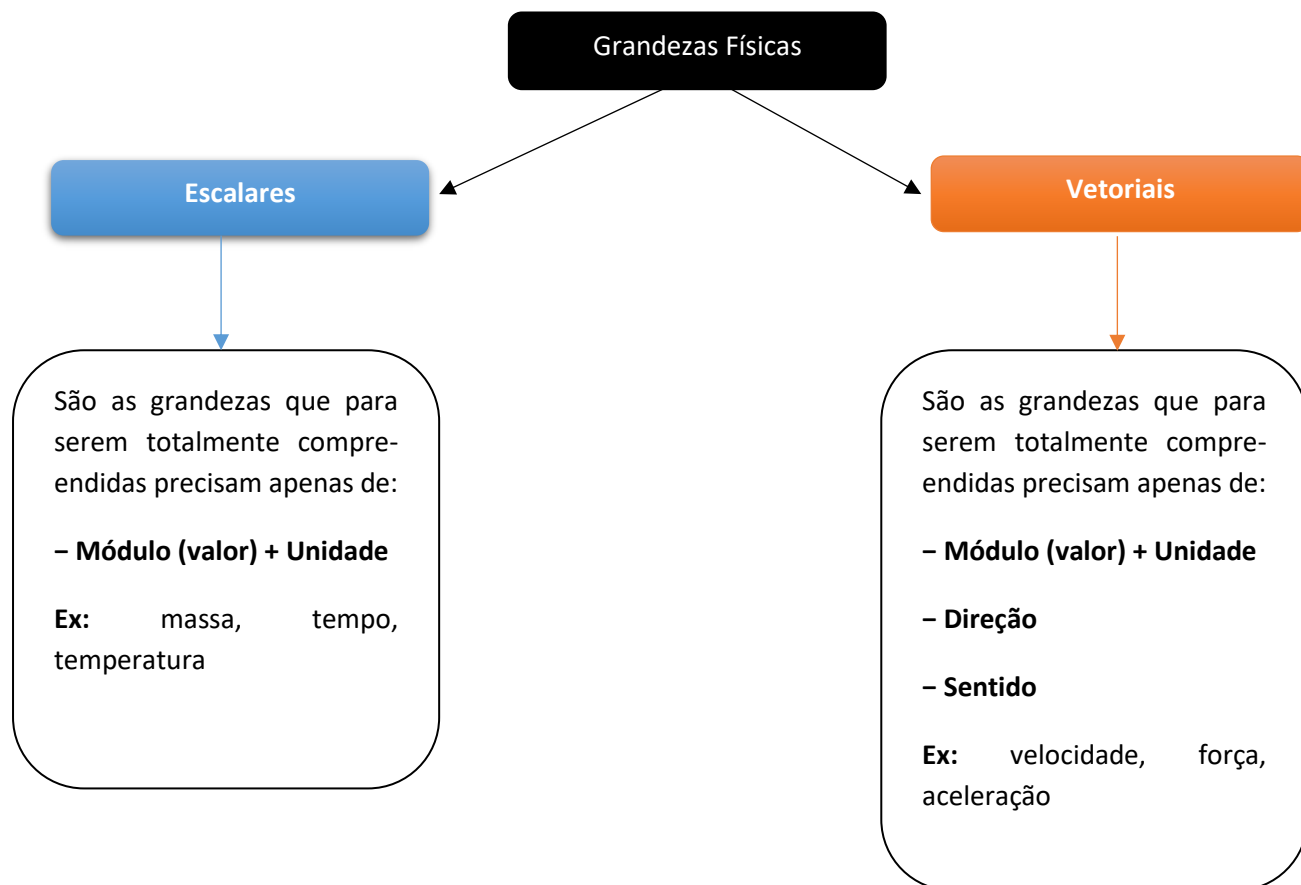 Grandezas Físicas
Escalares
Vetoriais
São as grandezas que para
serem totalmente compre-
endidas precisam apenas de:
– Módulo (valor) + Unidade
Ex: massa, tempo,
temperatura
São as grandezas que para
serem totalmente compre-
endidas precisam apenas de:
– Módulo (valor) + Unidade
– Direção
– Sentido
Ex: velocidade, força,
aceleração